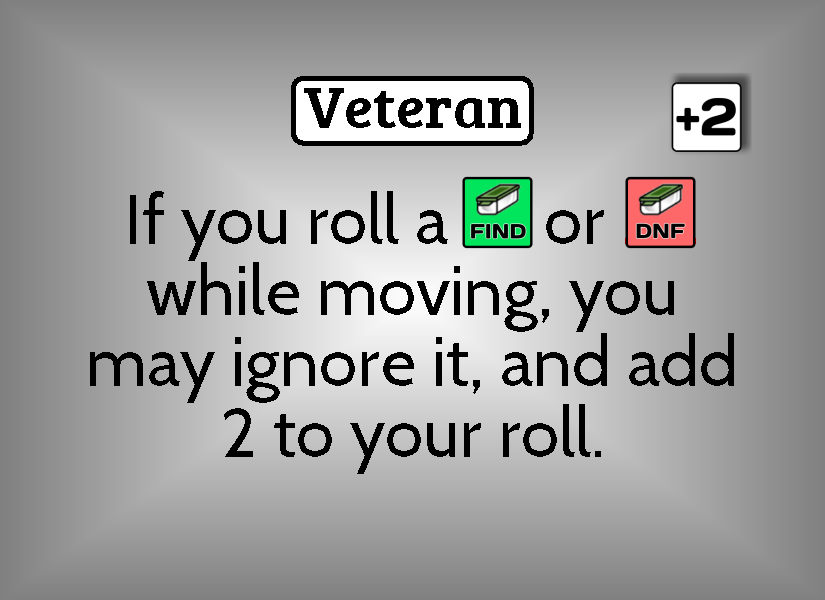 Veteran
+2
If you roll a FIND or DNF
while moving, you
may ignore it, and add
2 to your roll.